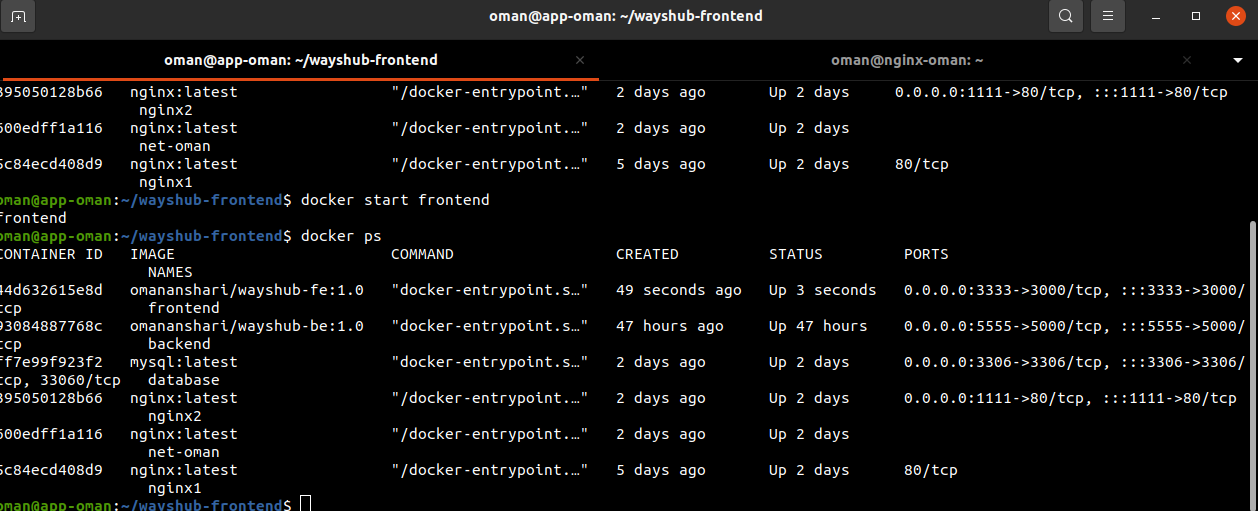 oman@app-oman: ~/wayshub-frontend
oman@app-oman: ~/wayshub-frontend × oman@nginx-oman: ~ ×
395050128b66 nginx:latest "/docker-entrypoint.…" 2 days ago Up 2 days 0.0.0.0:1111->80/tcp, :::1111->80/tcp
nginx2
600edff1a116 nginx:latest "/docker-entrypoint.…" 2 days ago Up 2 days
net-oman
5c84ecd408d9 nginx:latest "/docker-entrypoint.…" 5 days ago Up 2 days 80/tcp
nginx1
oman@app-oman:~/wayshub-frontend$ docker start frontend
frontend
oman@app-oman:~/wayshub-frontend$ docker ps
CONTAINER ID IMAGE COMMAND CREATED STATUS PORTS
NAMES
44d632615e8d omananshari/wayshub-fe:1.0 "docker-entrypoint.s…" 49 seconds ago Up 3 seconds 0.0.0.0:3333->3000/tcp, :::3333->3000/
tcp frontend
93084887768c omananshari/wayshub-be:1.0 "docker-entrypoint.s…" 47 hours ago Up 47 hours 0.0.0.0:5555->5000/tcp, :::5555->5000/
tcp backend
ff7e99f923f2 mysql:latest "docker-entrypoint.s…" 2 days ago Up 2 days 0.0.0.0:3306->3306/tcp, :::3306->3306/
tcp, 33060/tcp database
395050128b66 nginx:latest "/docker-entrypoint.…" 2 days ago Up 2 days 0.0.0.0:1111->80/tcp, :::1111->80/tcp
nginx2
600edff1a116 nginx:latest "/docker-entrypoint.…" 2 days ago Up 2 days
net-oman
5c84ecd408d9 nginx:latest "/docker-entrypoint.…" 5 days ago Up 2 days 80/tcp
nginx1
oman@app-oman:~/wayshub-frontend$